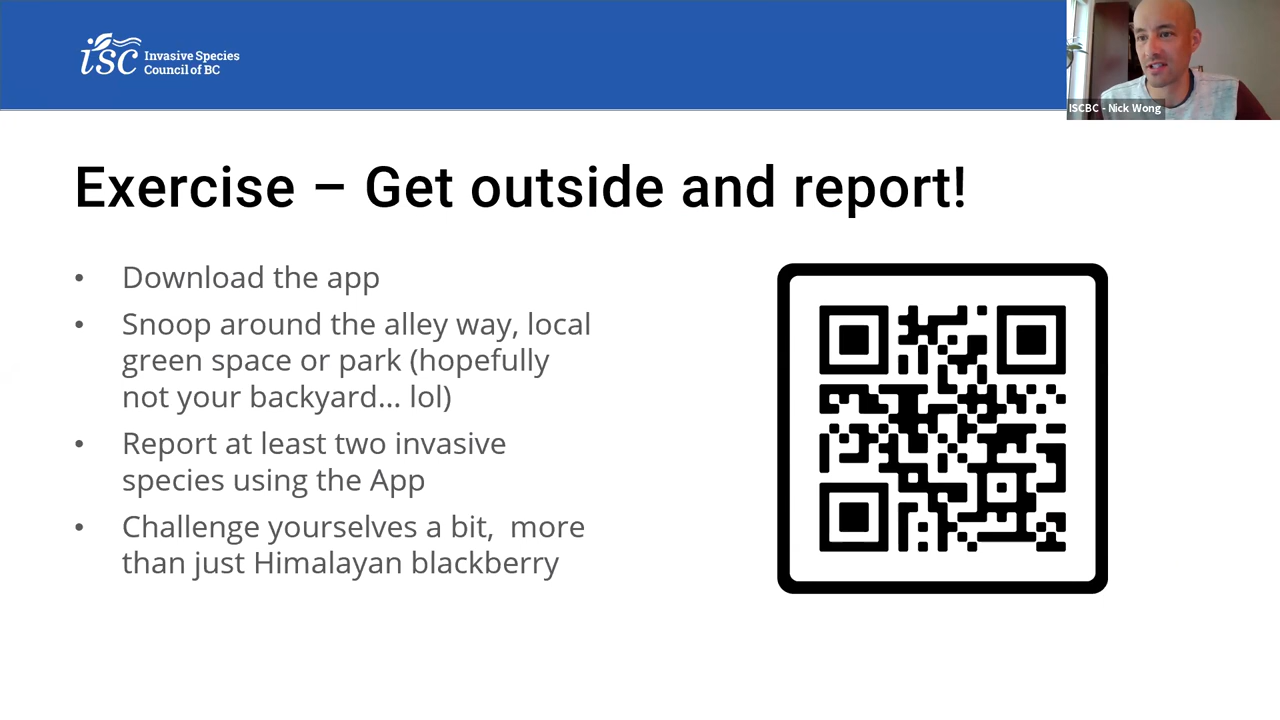 isc Invasive Species
Council of BC
ISCBC - Nick Wong
Exercise – Get outside and report!
• Download the app
• Snoop around the alley way, local
green space or park (hopefully
not your backyard... lol)
• Report at least two invasive
species using the App
• Challenge yourselves a bit,  more
than just Himalayan blackberry